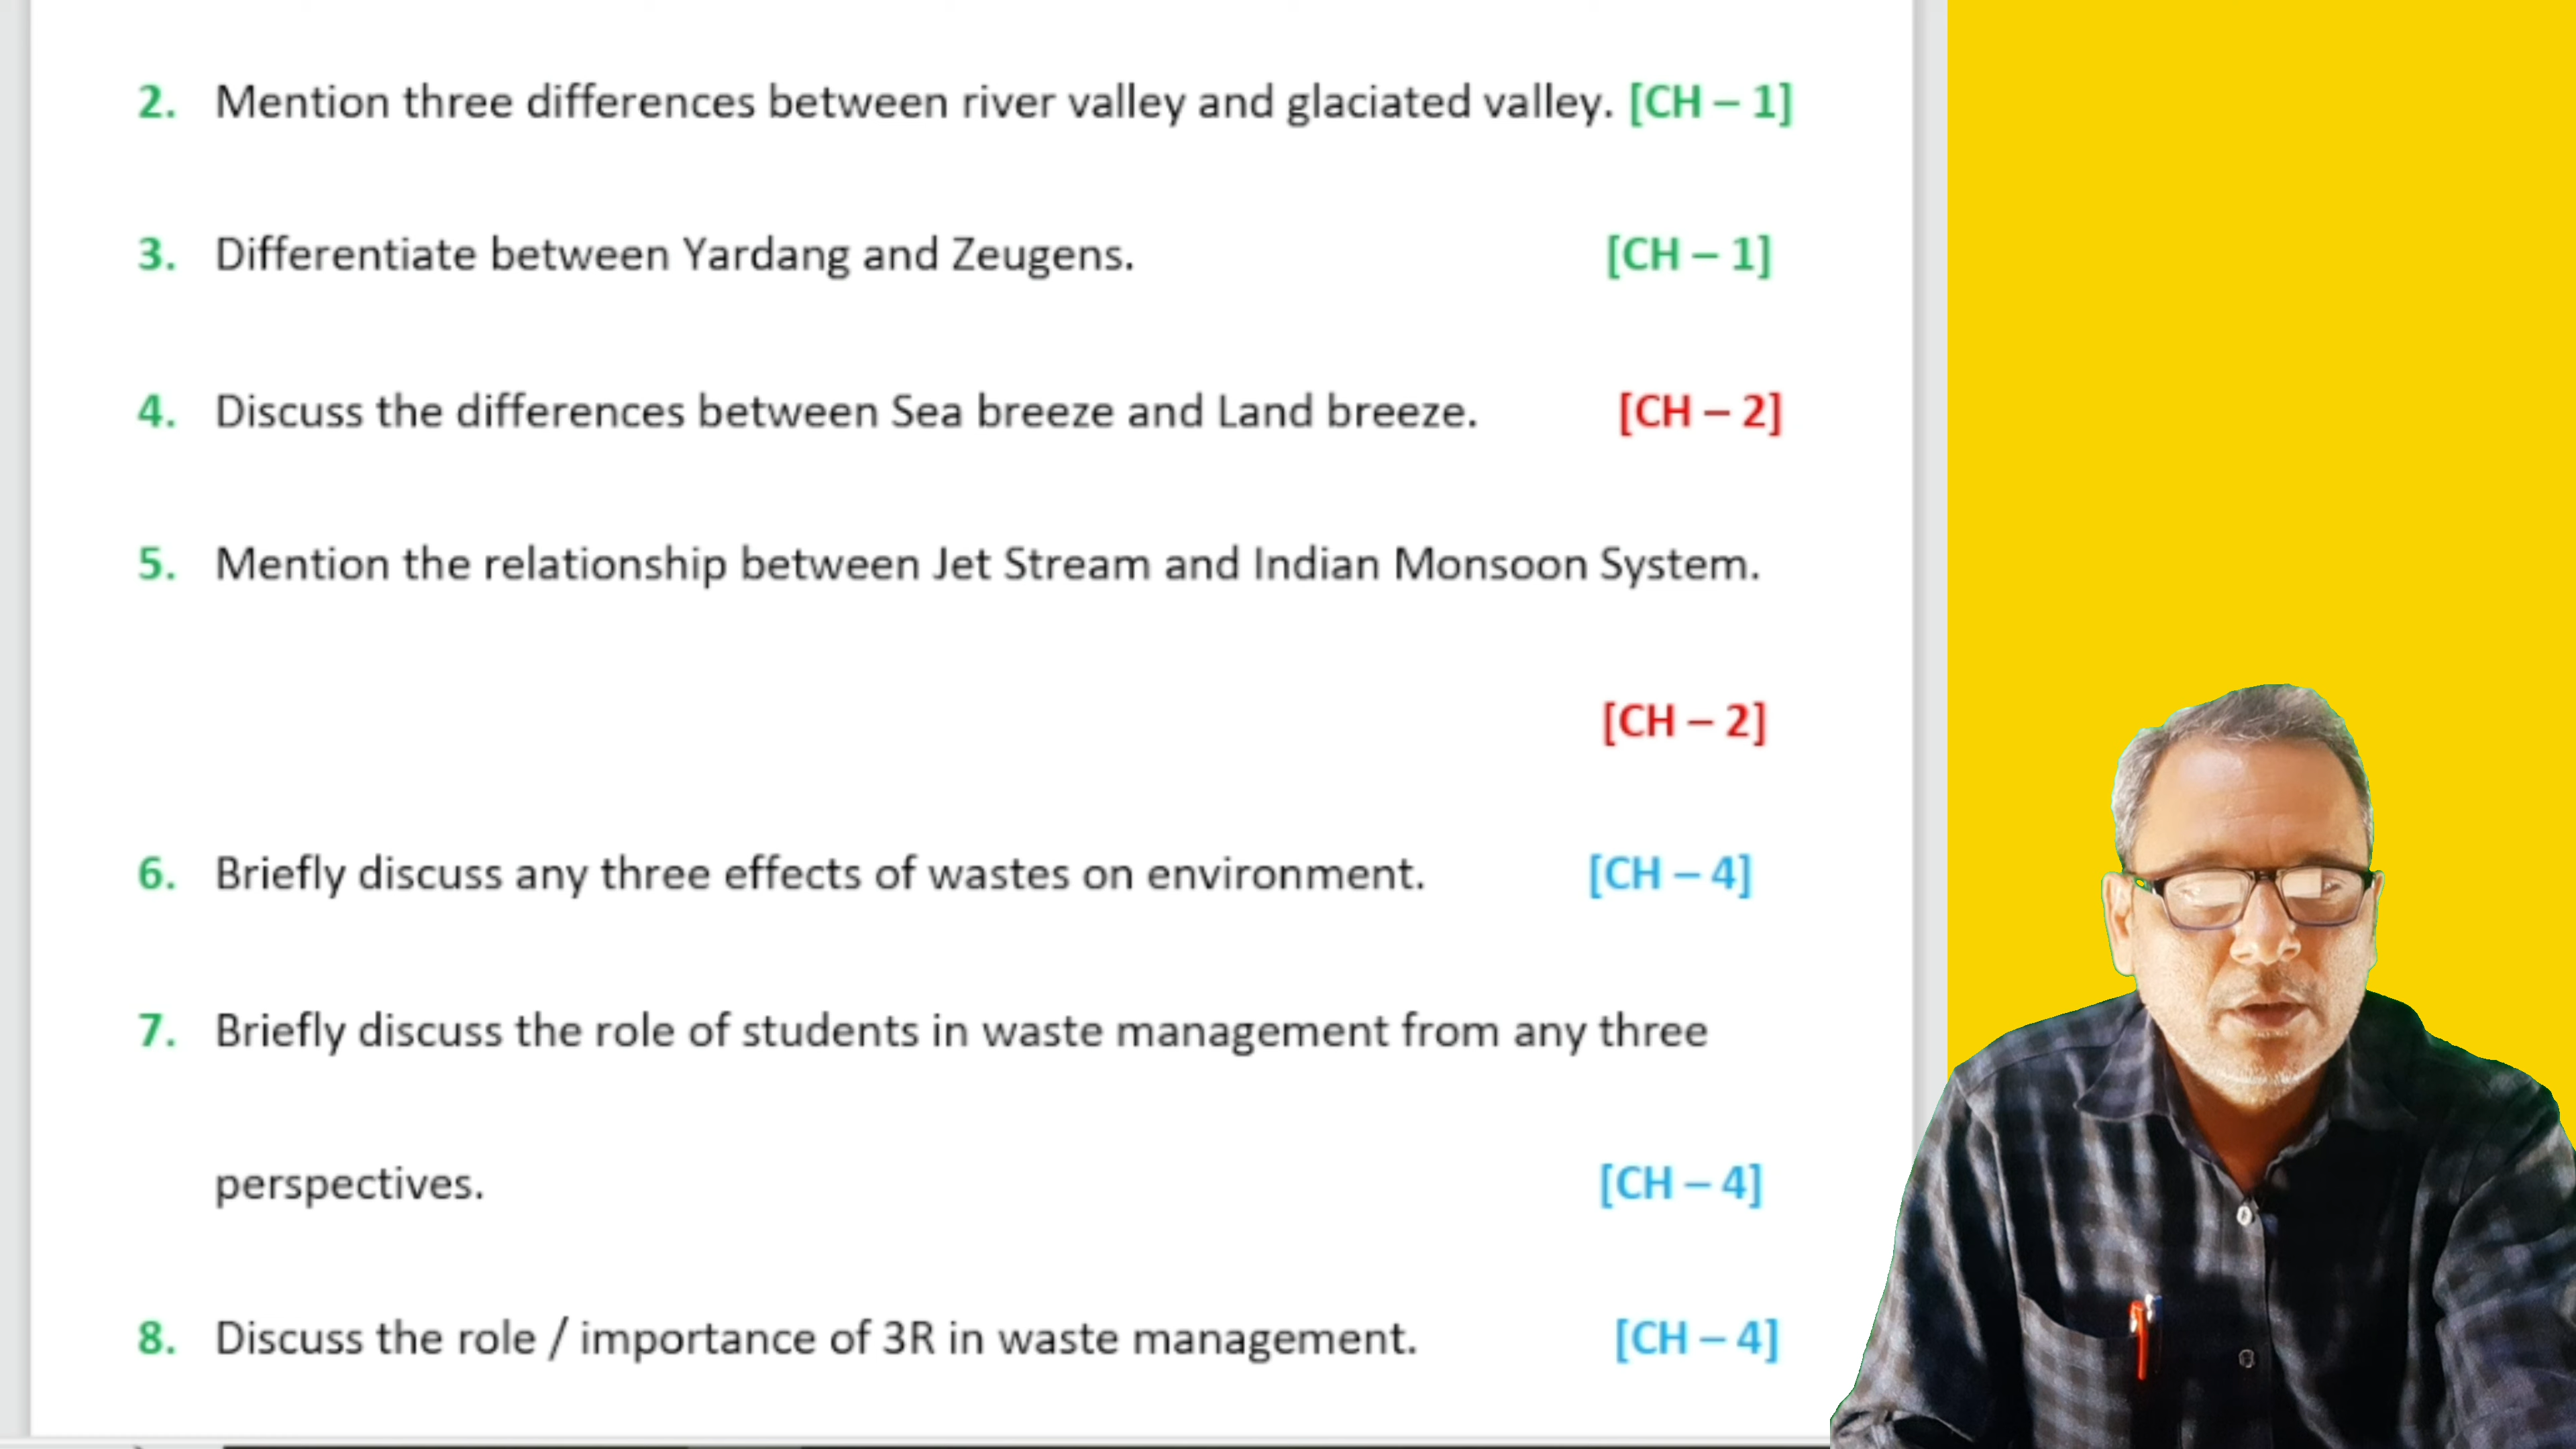 2. Mention three differences between river valley and glaciated valley. [CH – 1]
3. Differentiate between Yardang and Zeugens. [CH – 1]
4. Discuss the differences between Sea breeze and Land breeze. [CH – 2]
5. Mention the relationship between Jet Stream and Indian Monsoon System.
[CH – 2]
6. Briefly discuss any three effects of wastes on environment. [CH – 4]
7. Briefly discuss the role of students in waste management from any three
perspectives. [CH – 4]
8. Discuss the role / importance of 3R in waste management. [CH – 4]